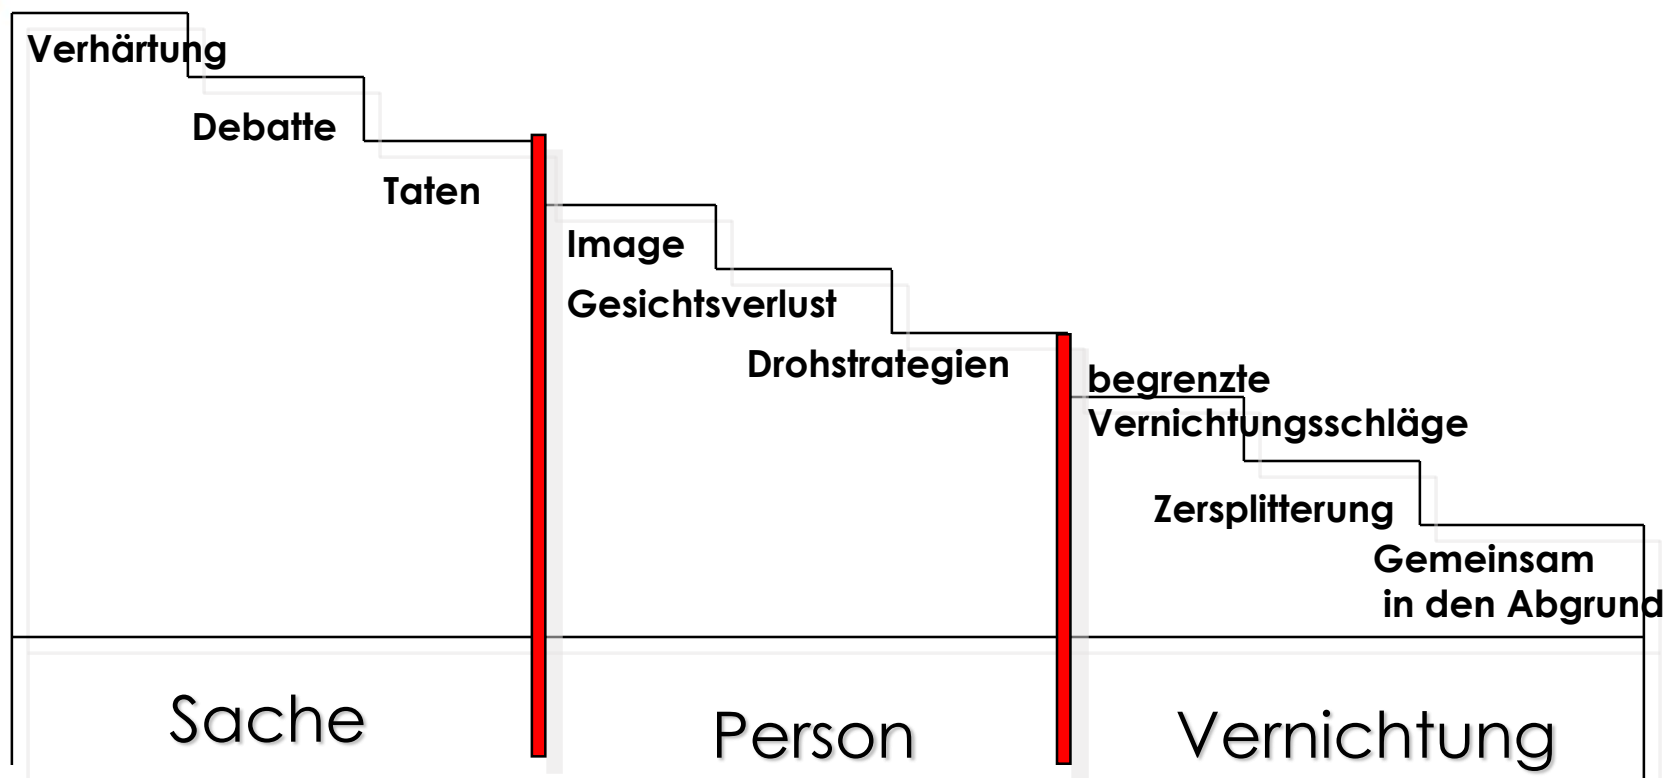 Verhärtung
Debatte
Taten
Image
Gesichtsverlust
Drohstrategien
begrenzte
Vernichtungsschläge
Zersplitterung
Gemeinsam
in den Abgrund
Sache
Person
Vernichtung